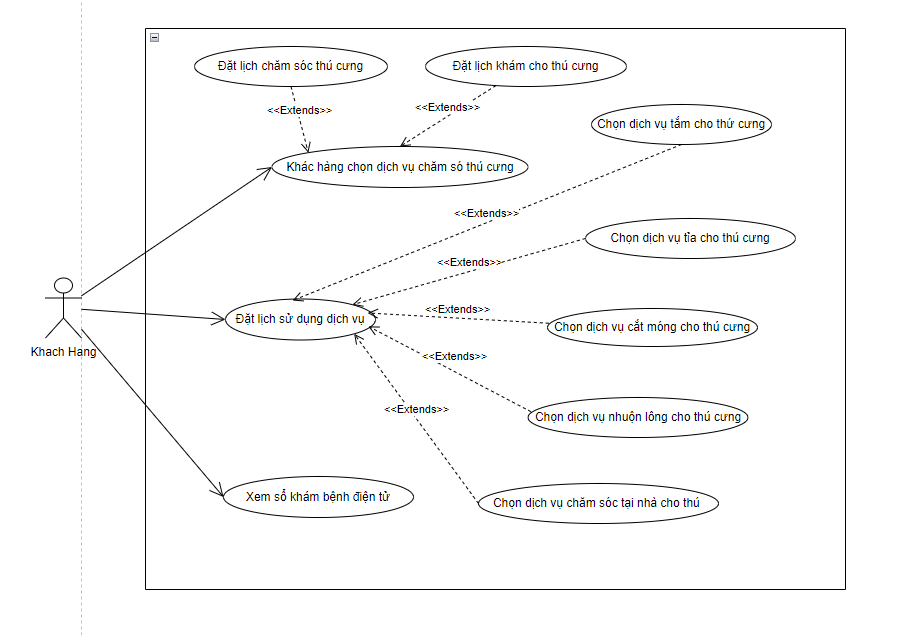 Đặt lịch chăm sóc thú cưng
Đặt lịch khám cho thú cưng
<<Extends>>
<<Extends>>
Chọn dịch vụ tắm cho thứ cưng
Khác hàng chọn dịch vụ chăm só thú cưng
<<Extends>>
Chọn dịch vụ tỉa cho thú cưng
<<Extends>>
<<Extends>>
Đặt lịch sử dụng dịch vụ
Chọn dịch vụ cắt móng cho thú cưng
Khach Hang
<<Extends>>
<<Extends>>
Chọn dịch vụ nhuộn lông cho thú cưng
Xem sổ khám bệnh điện tử
Chọn dịch vụ chăm sóc tại nhà cho thú